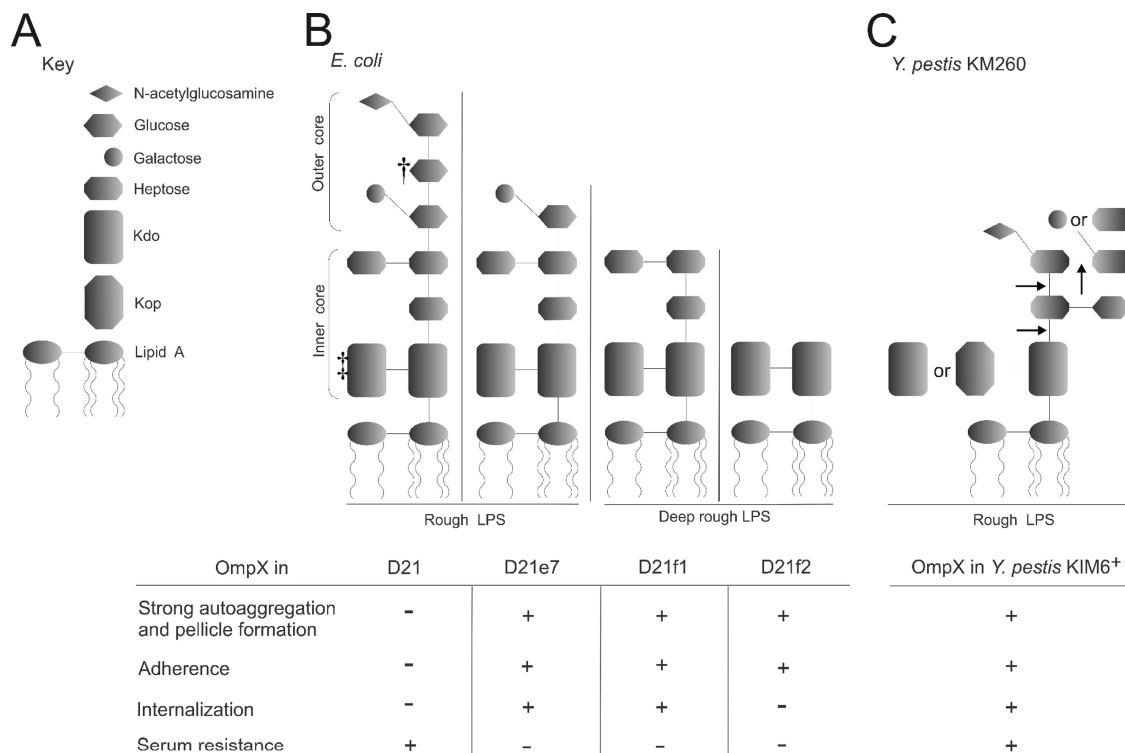 A
Key
N-acetylglucosamine
Glucose
Galactose
Heptose
Kdo
Kop
Lipid A
B
E. coli
Outer core
†
Inner core
‡
Rough LPS
Deep rough LPS
C
Y. pestis KM260
or
or
Rough LPS
OmpX in D21 D21e7 D21f1 D21f2 OmpX in Y. pestis KIM6+
Strong autoaggregation
and pellicle formation - + + + +
Adherence - + + + +
Internalization - + + - +
Serum resistance + - - - +